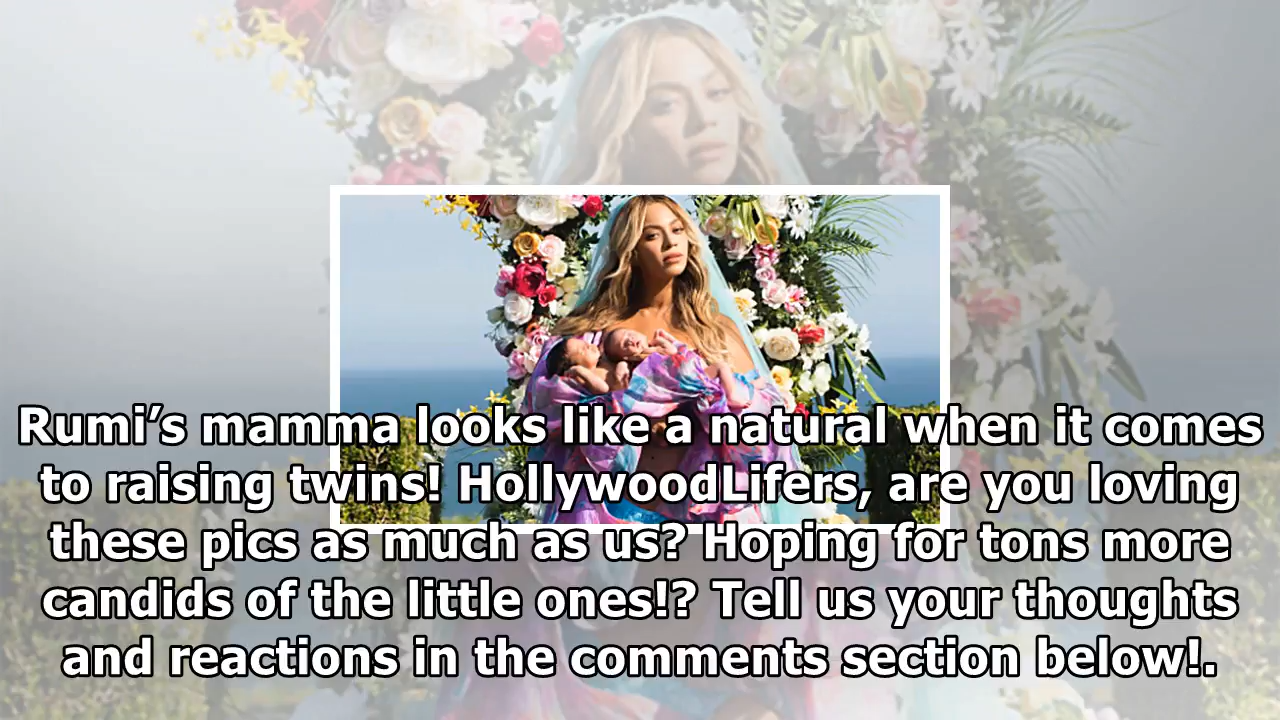 Rumi’s mamma looks like a natural when it comes
to raising twins! HollywoodLifers, are you loving
these pics as much as us? Hoping for tons more
candids of the little ones!? Tell us your thoughts
and reactions in the comments section below!.